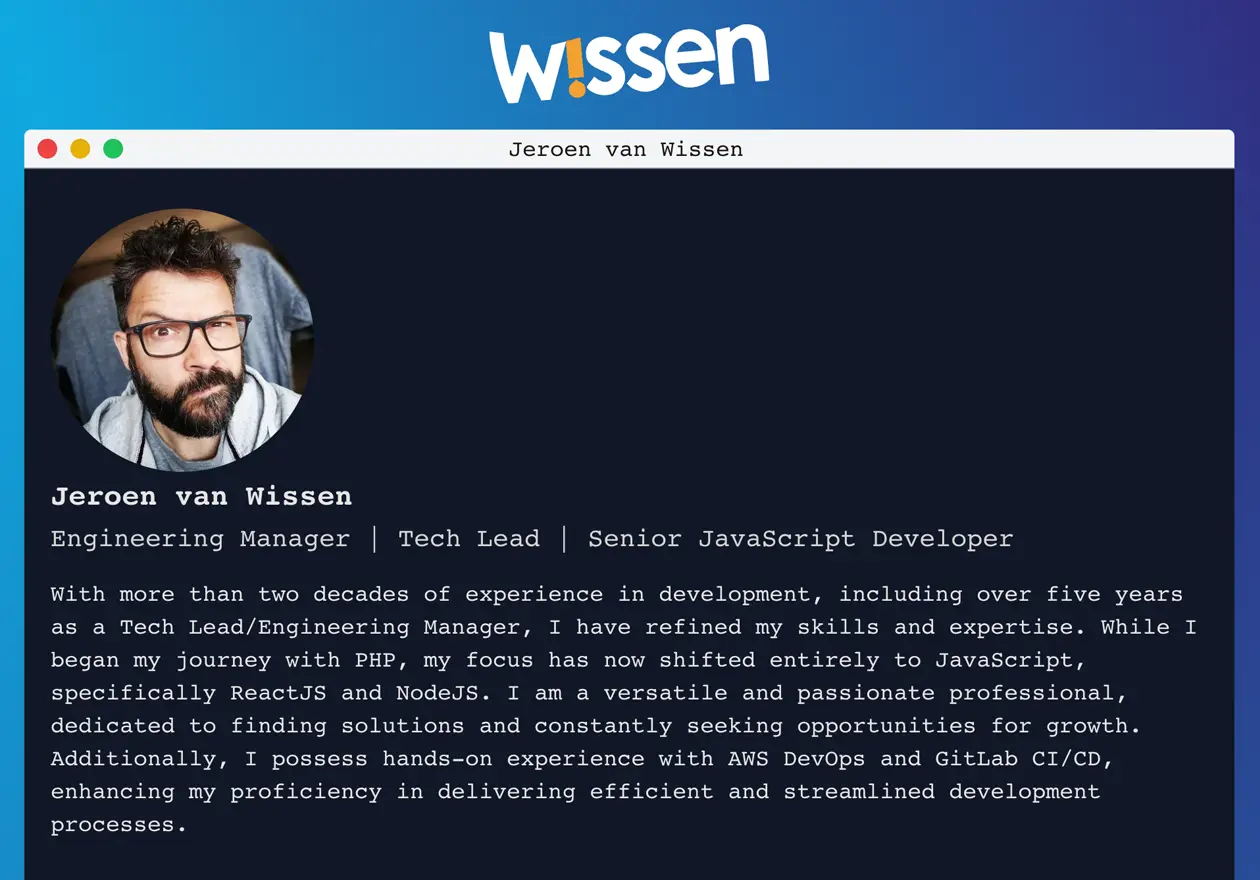 W!ssen
Jeroen van Wissen
Jeroen van Wissen
Engineering Manager | Tech Lead | Senior JavaScript Developer
With more than two decades of experience in development, including over five years
as a Tech Lead/Engineering Manager, I have refined my skills and expertise. While I
began my journey with PHP, my focus has now shifted entirely to JavaScript,
specifically ReactJS and NodeJS. I am a versatile and passionate professional,
dedicated to finding solutions and constantly seeking opportunities for growth.
Additionally, I possess hands-on experience with AWS DevOps and GitLab CI/CD,
enhancing my proficiency in delivering efficient and streamlined development
processes.